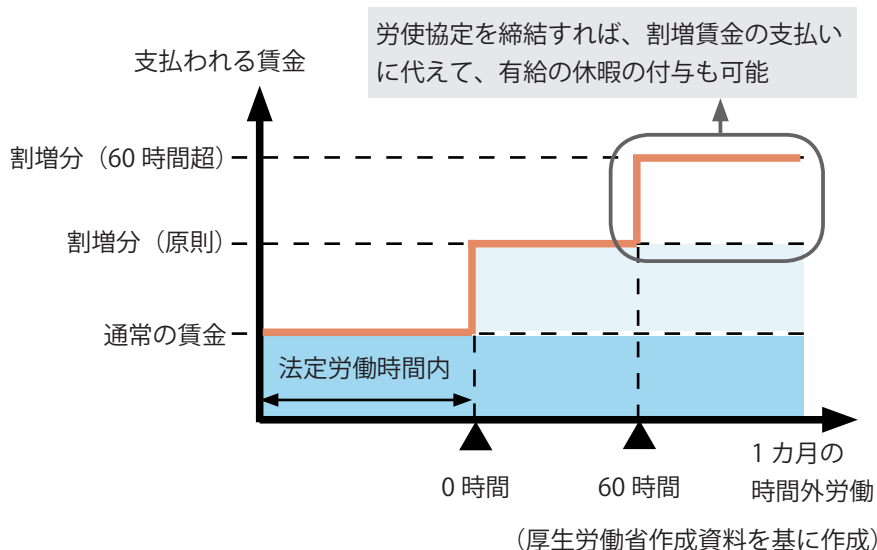 労使協定を締結すれば、割増賃金の支払い
に代えて、有給の休暇の付与も可能
支払われる賃金
割増分（60 時間超）
割増分（原則）
通常の賃金
法定労働時間内
0 時間
60 時間
1 カ月の
時間外労働
（厚生労働省作成資料を基に作成）